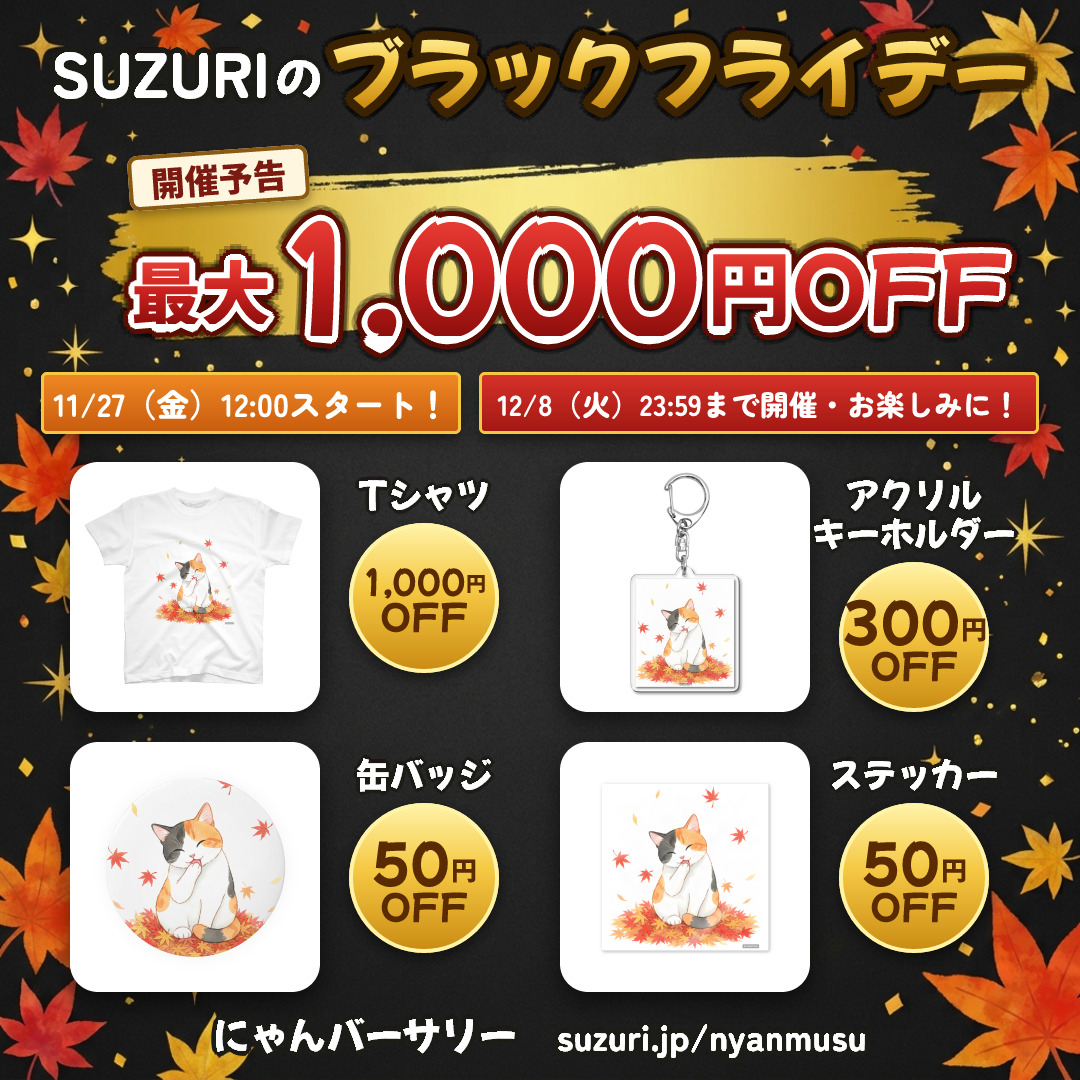 SUZURIのブラックフライデー
開催予告
最大1,000円OFF
11/27（金）12:00スタート！
12/8（火）23:59まで開催・お楽しみに！
Tシャツ
1,000円
OFF
アクリル
キーホルダー
300円
OFF
缶バッジ
50円
OFF
ステッカー
50円
OFF
にゃんバーサリー
suzuri.jp/nyanmusu